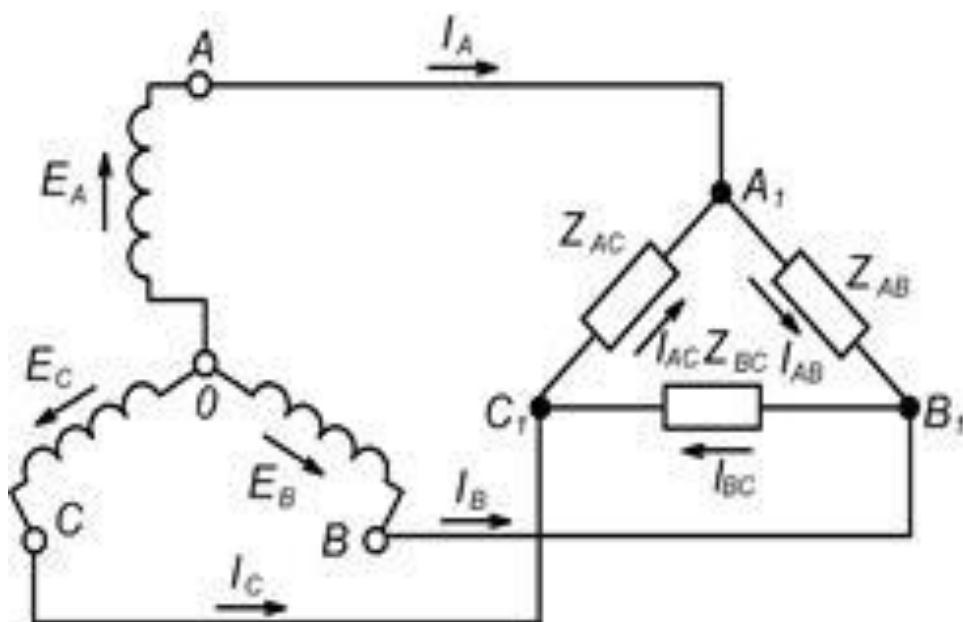 A
I_A
E_A
A_1
Z_AC
Z_AB
E_C
0
I_AC
Z_BC
I_AB
C_1
B_1
E_B
I_BC
C
B
I_B
I_C